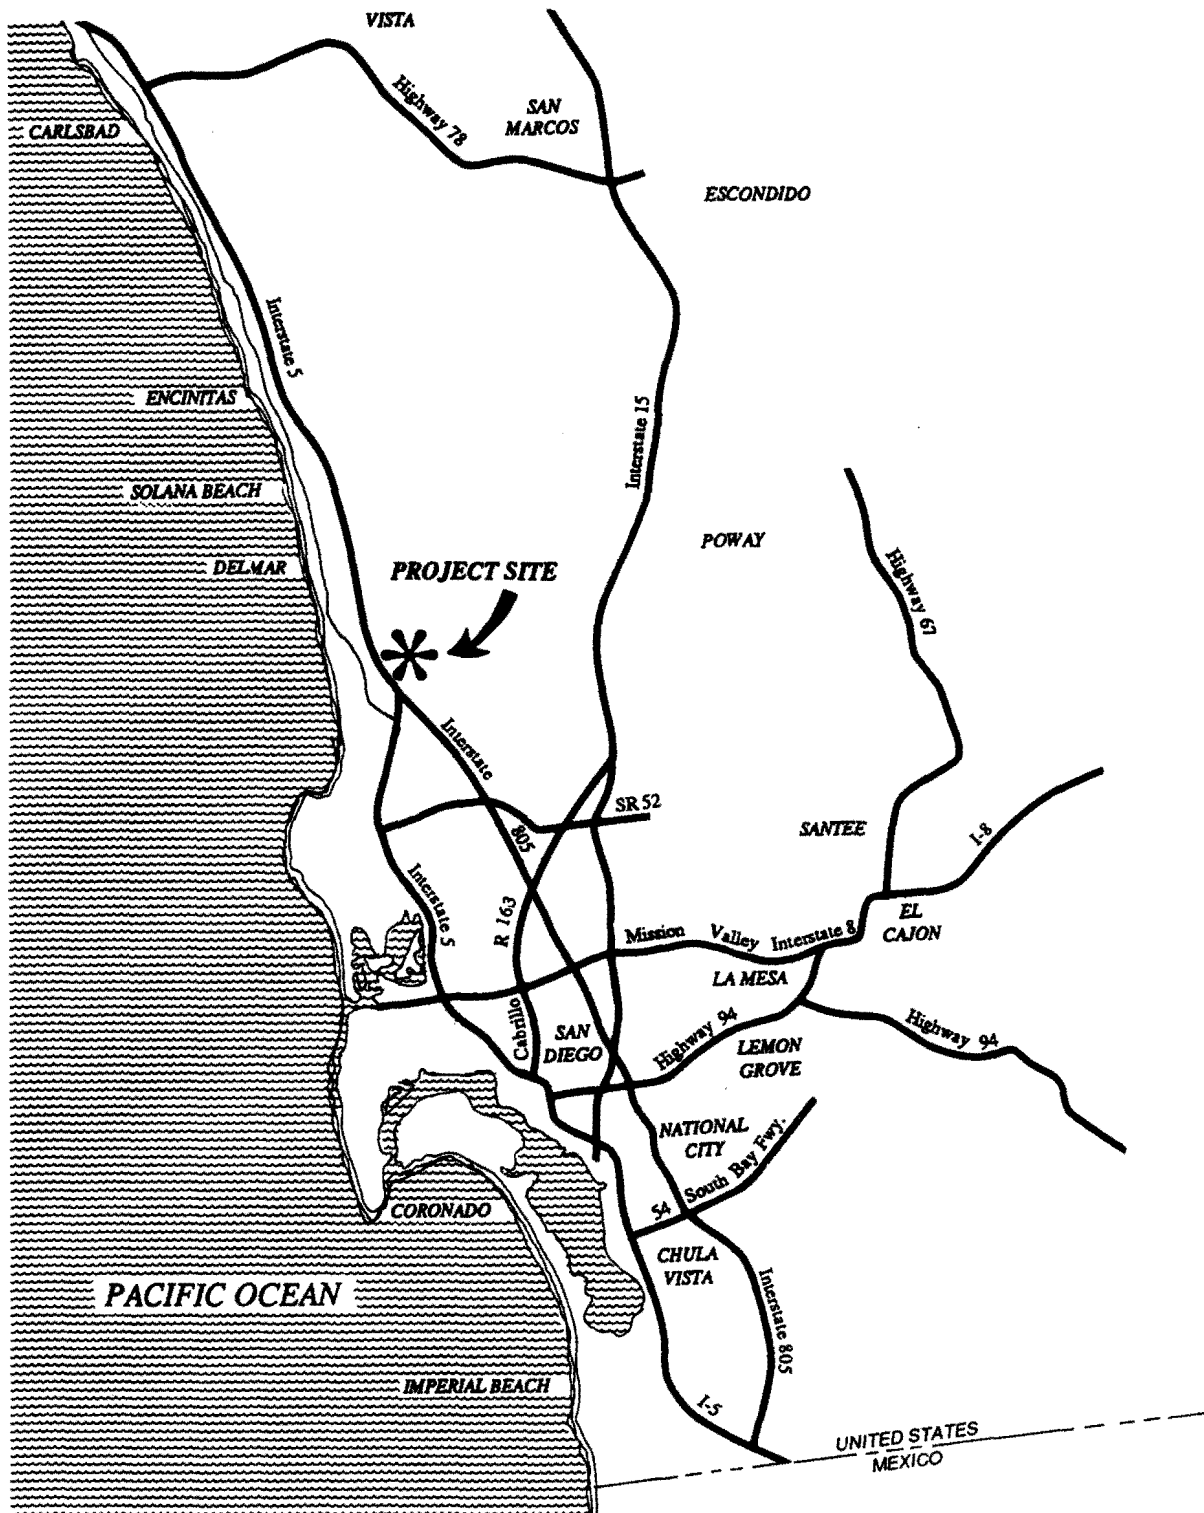 VISTA
Highway 78
SAN
MARCOS
CARLSBAD
ESCONDIDO
Interstate 5
ENCINITAS
Interstate 15
SOLANA BEACH
POWAY
DELMAR
PROJECT SITE
Highway 67
Interstate
805
SR 52
SANTEE
I-8
Interstate 5
R 163
EL
CAJON
Mission Valley Interstate 8
LA MESA
Cabrillo
SAN
DIEGO
Highway 94
LEMON
GROVE
Highway 94
NATIONAL
CITY
54 South Bay Fwy.
CORONADO
CHULA
VISTA
PACIFIC OCEAN
Interstate 805
IMPERIAL BEACH
I-5
UNITED STATES
MEXICO